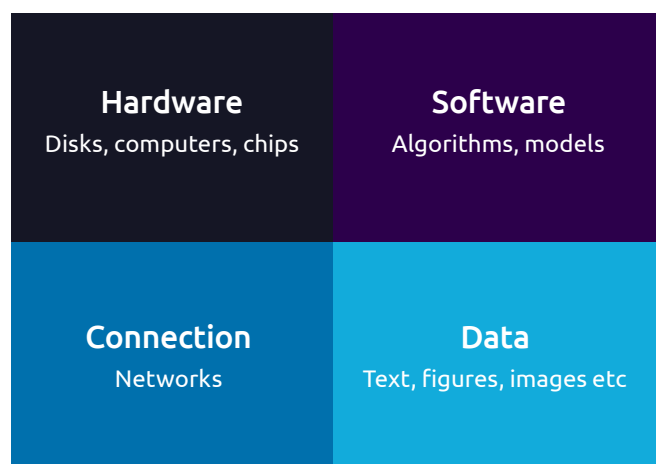 Hardware
Disks, computers, chips
Software
Algorithms, models
Connection
Networks
Data
Text, figures, images etc